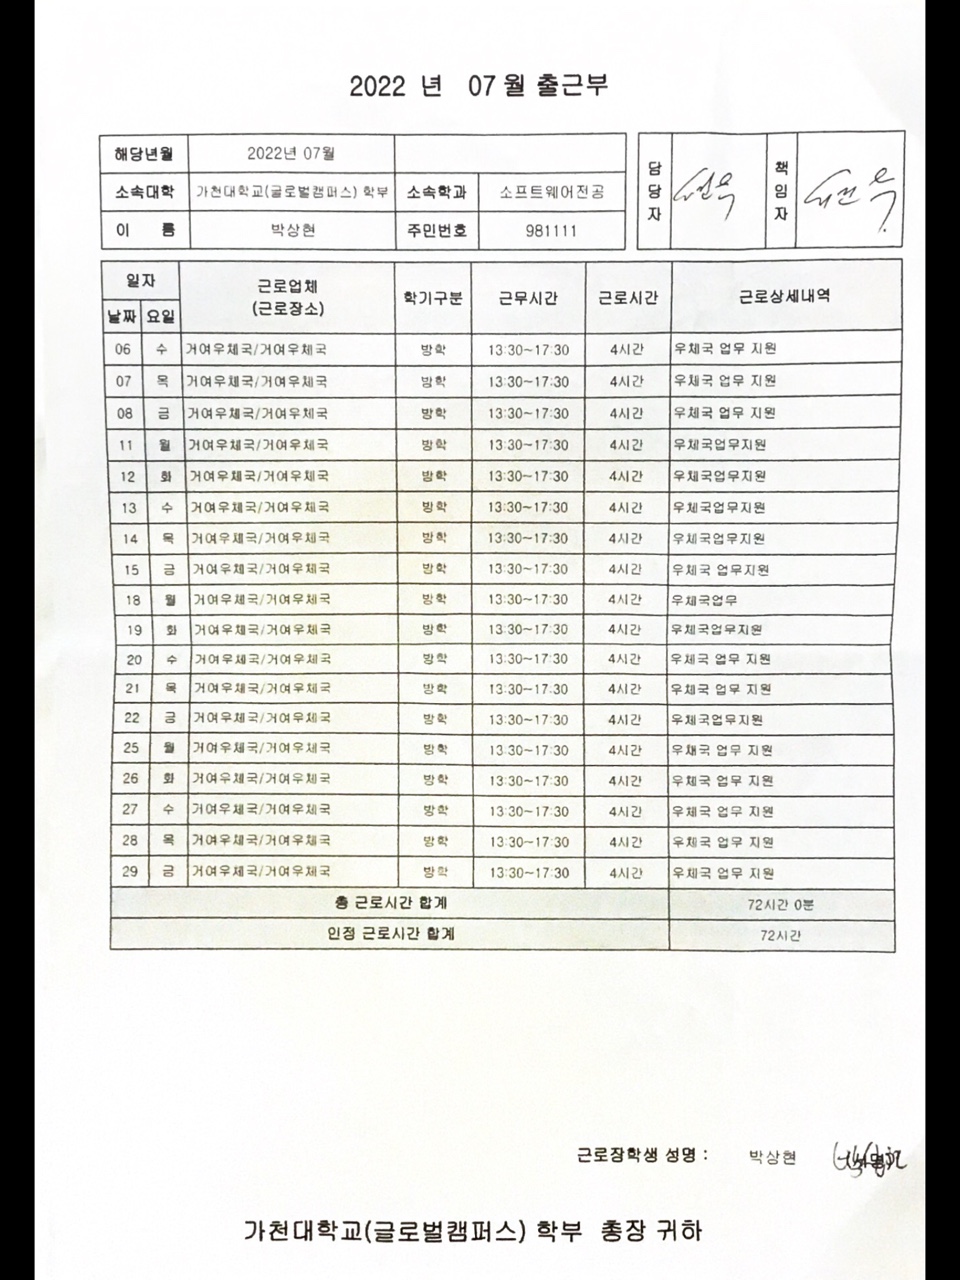 2022 년 07월 출근부
해당년월 2022년 07월
소속대학 가천대학교(글로벌캠퍼스) 학부 소속학과 소프트웨어전공
이 름 박상현 주민번호 981111
담당자 책임자
일자 근로업체 (근로장소) 학기구분 근무시간 근로시간 근로상세내역
날짜 요일
06 수 거여우체국/거여우체국 방학 13:30~17:30 4시간 우체국 업무 지원
07 목 거여우체국/거여우체국 방학 13:30~17:30 4시간 우체국 업무 지원
08 금 거여우체국/거여우체국 방학 13:30~17:30 4시간 우체국 업무 지원
11 월 거여우체국/거여우체국 방학 13:30~17:30 4시간 우체국업무지원
12 화 거여우체국/거여우체국 방학 13:30~17:30 4시간 우체국업무지원
13 수 거여우체국/거여우체국 방학 13:30~17:30 4시간 우체국업무지원
14 목 거여우체국/거여우체국 방학 13:30~17:30 4시간 우체국업무지원
15 금 거여우체국/거여우체국 방학 13:30~17:30 4시간 우체국 업무지원
18 월 거여우체국/거여우체국 방학 13:30~17:30 4시간 우체국업무
19 화 거여우체국/거여우체국 방학 13:30~17:30 4시간 우체국업무지원
20 수 거여우체국/거여우체국 방학 13:30~17:30 4시간 우체국 업무 지원
21 목 거여우체국/거여우체국 방학 13:30~17:30 4시간 우체국 업무 지원
22 금 거여우체국/거여우체국 방학 13:30~17:30 4시간 우체국업무지원
25 월 거여우체국/거여우체국 방학 13:30~17:30 4시간 우채국 업무 지원
26 화 거여우체국/거여우체국 방학 13:30~17:30 4시간 우체국 업무 지원
27 수 거여우체국/거여우체국 방학 13:30~17:30 4시간 우체국 업무 지원
28 목 거여우체국/거여우체국 방학 13:30~17:30 4시간 우체국 업무 지원
29 금 거여우체국/거여우체국 방학 13:30~17:30 4시간 우체국 업무 지원
총 근로시간 합계 72시간 0분
인정 근로시간 합계 72시간
근로장학생 성명 : 박상현
가천대학교(글로벌캠퍼스) 학부 총장 귀하